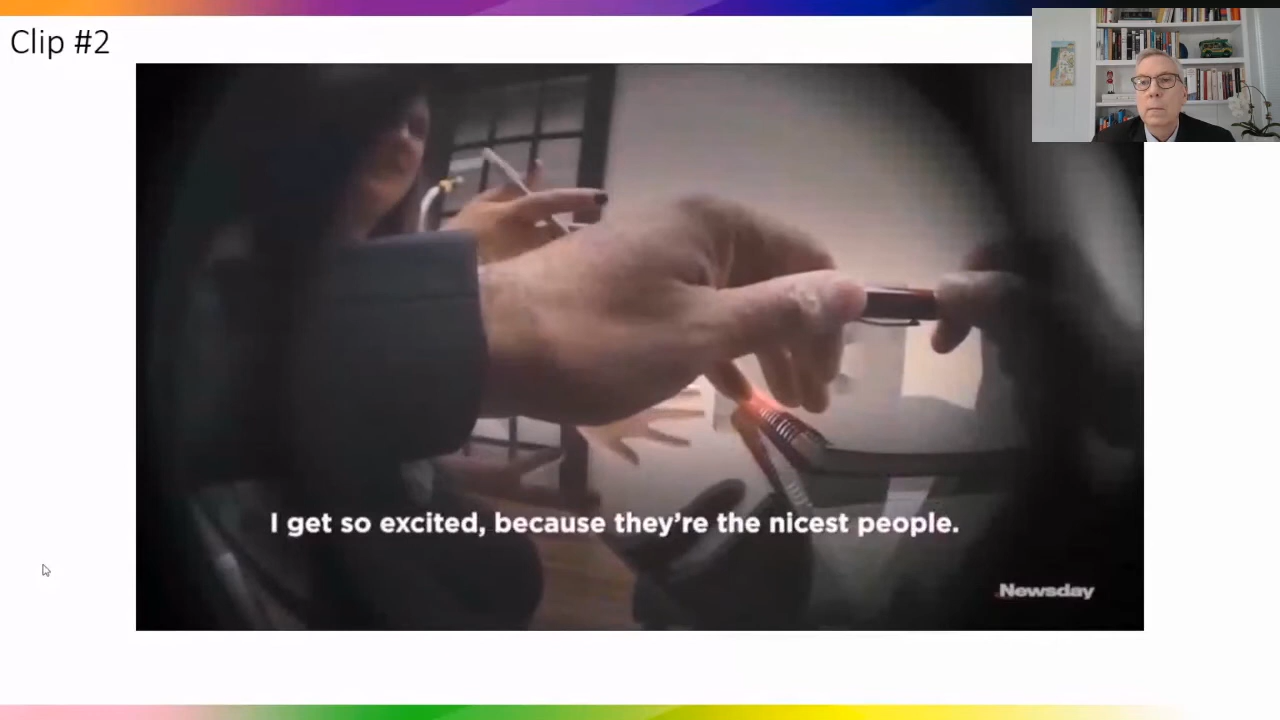 Clip #2
I get so excited, because they're the nicest people.
Newsday